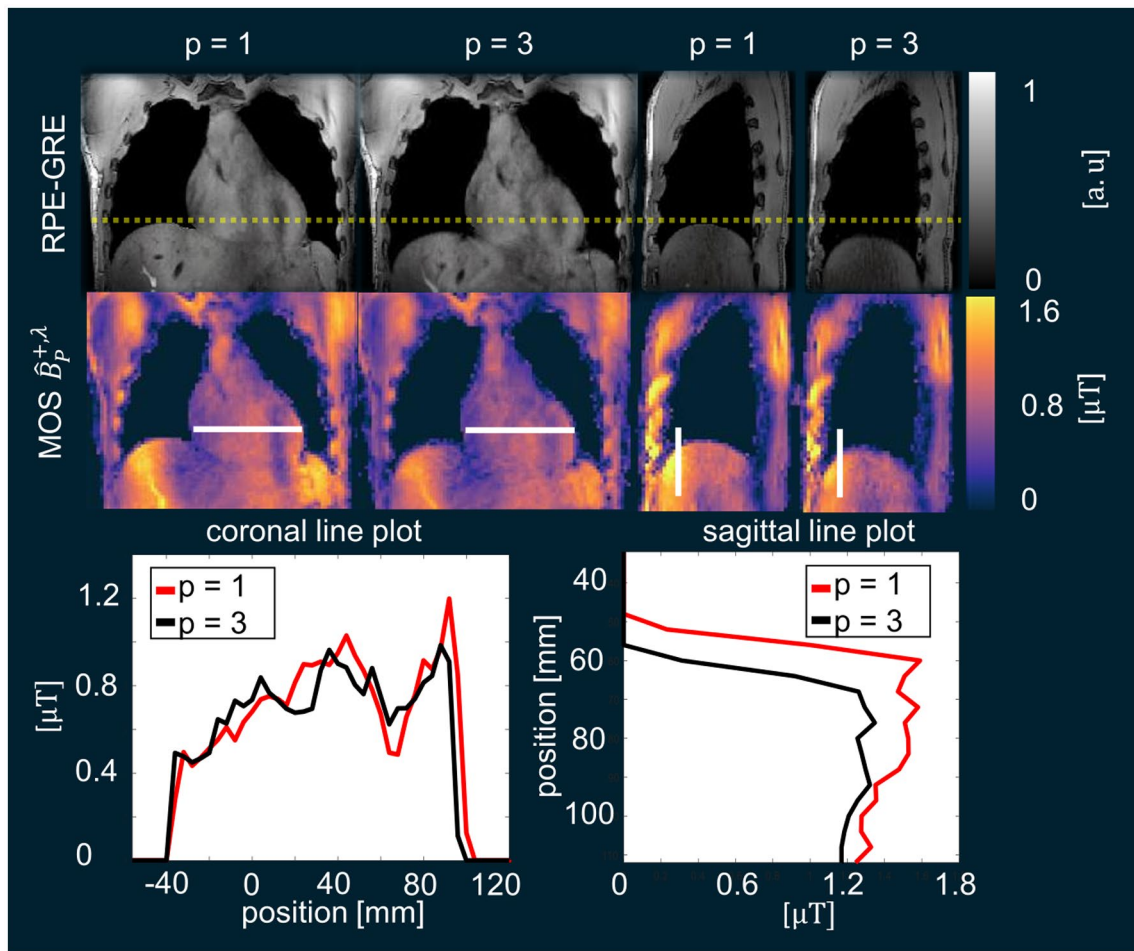 p = 1 p = 3 p = 1 p = 3
RPE-GRE
1
0
[a. u]
MOS B̂_P^{+,λ}
1.6
0.8
0
[μT]
coronal line plot
sagittal line plot
p = 1
p = 3
1.2
0.8
0.4
0
[μT]
-40 0 40 80 120
position [mm]
p = 1
p = 3
40
60
80
100
position [mm]
0 0.6 1.2 1.8
[μT]